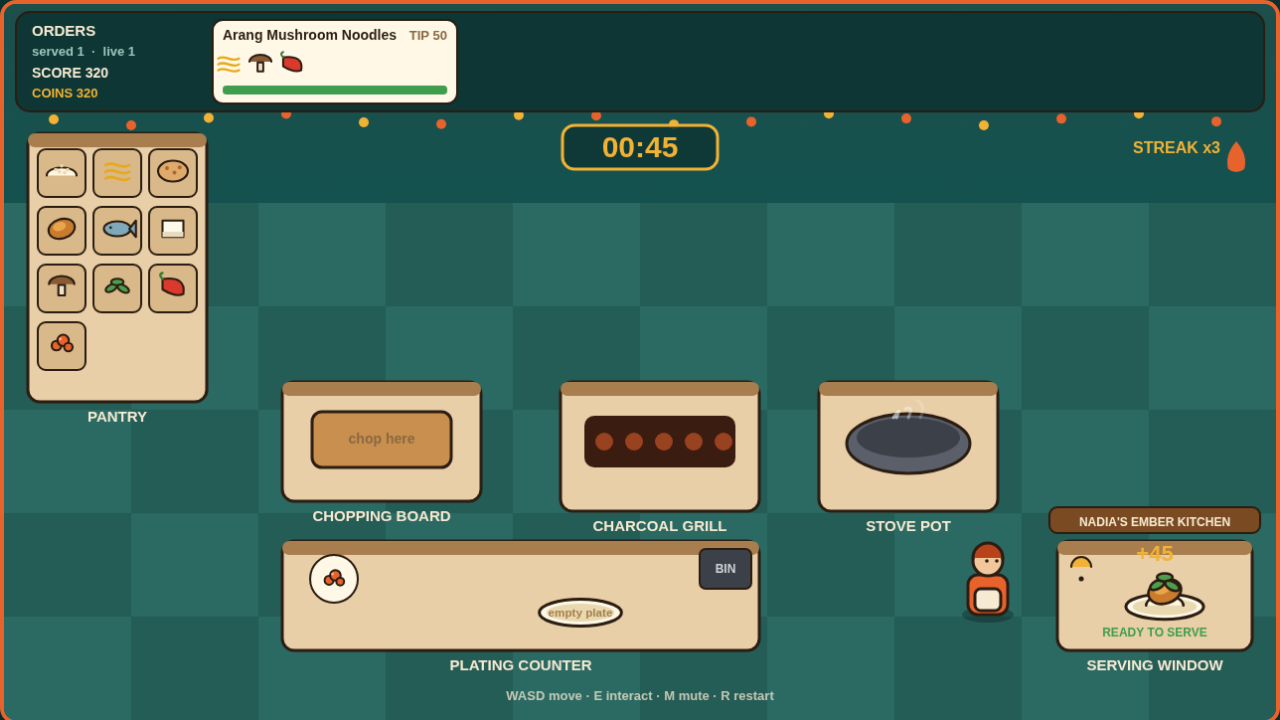 ORDERS
served 1 · live 1
SCORE 320
COINS 320
Arang Mushroom Noodles TIP 50
00:45
STREAK x3
PANTRY
chop here
CHOPPING BOARD
CHARCOAL GRILL
STOVE POT
NADIA'S EMBER KITCHEN
+45
BIN
empty plate
READY TO SERVE
PLATING COUNTER
SERVING WINDOW
WASD move · E interact · M mute · R restart